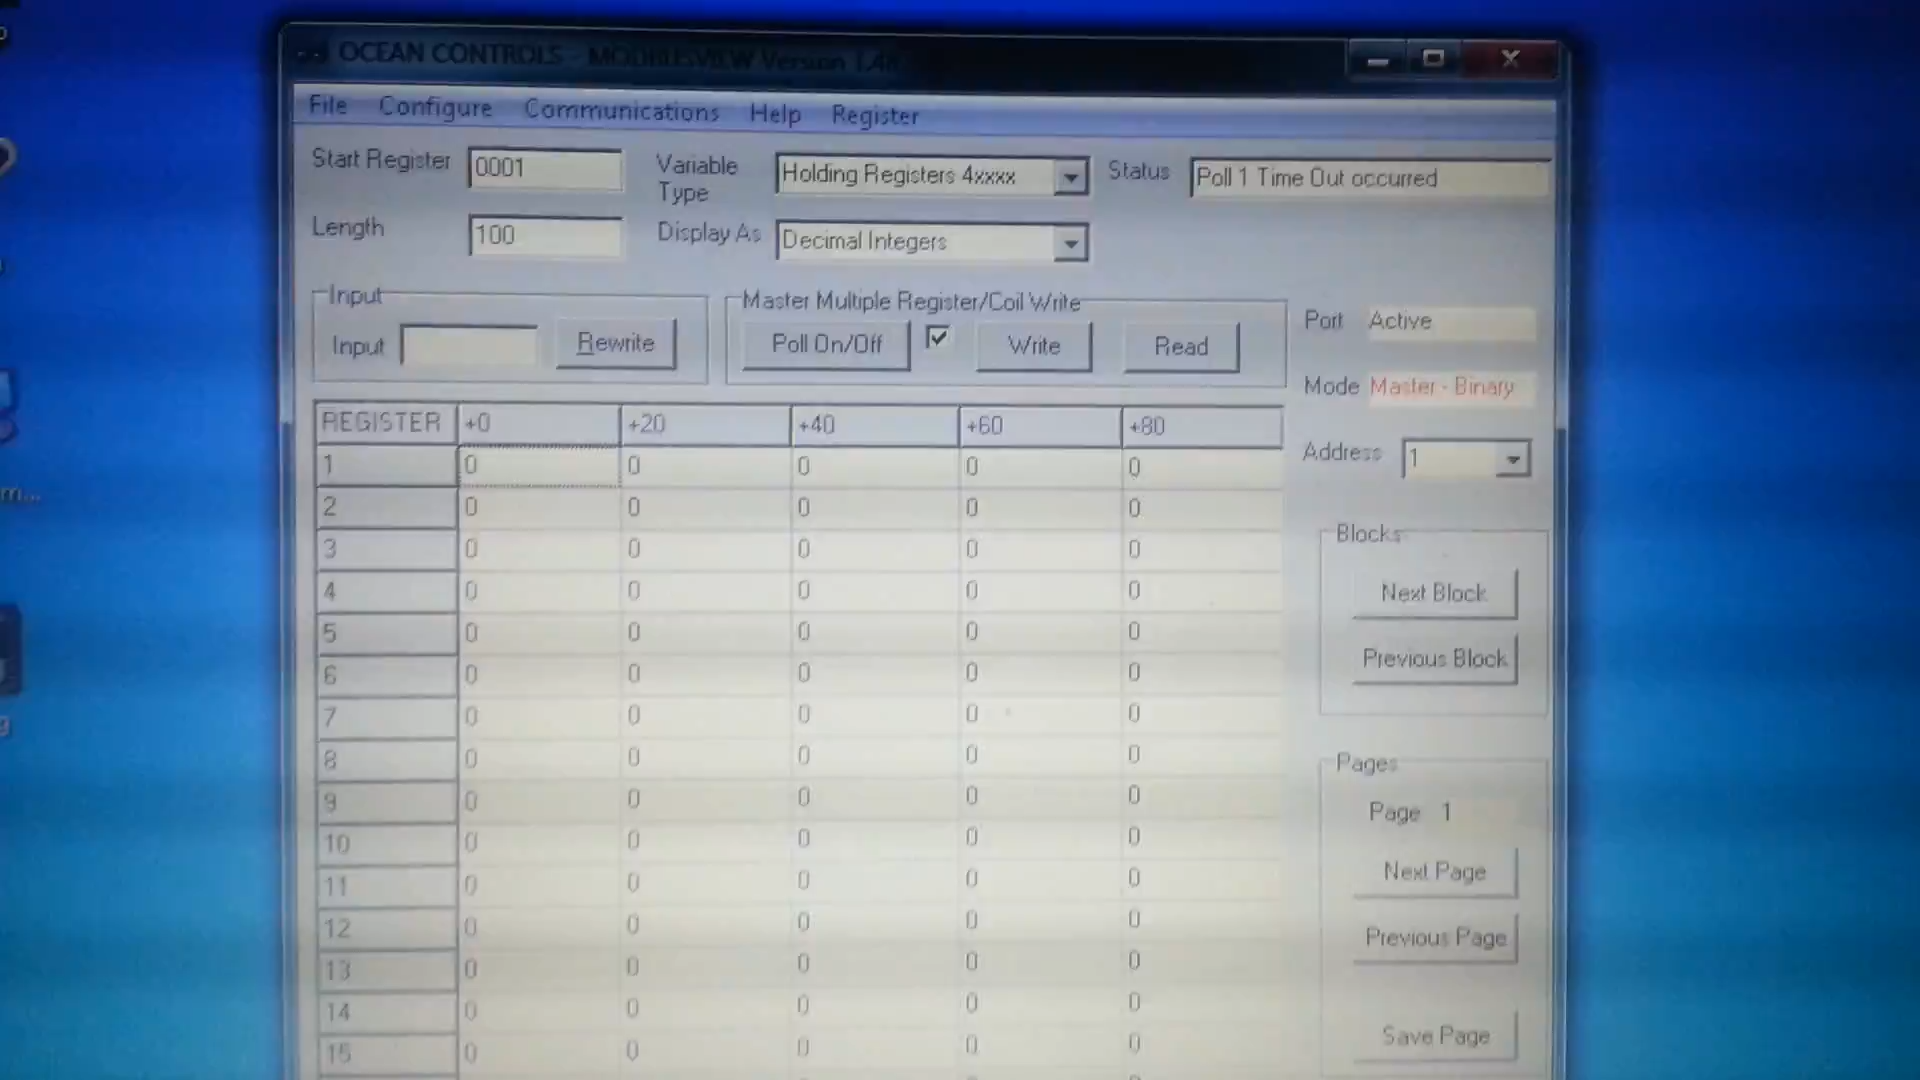 OCEAN CONTROLS - MODBUSVIEW Version 1.48
File Configure Communications Help Register
Start Register 0001 Variable Type Holding Registers 4xxxx Status Poll 1 Time Out occurred
Length 100 Display As Decimal Integers
Input
Input Rewrite
Master Multiple Register/Coil Write
Poll On/Off Write Read
Port Active
Mode Master - Binary
Address 1
REGISTER +0 +20 +40 +60 +80
1 0 0 0 0 0
2 0 0 0 0 0
3 0 0 0 0 0
4 0 0 0 0 0
5 0 0 0 0 0
6 0 0 0 0 0
7 0 0 0 0 0
8 0 0 0 0 0
9 0 0 0 0 0
10 0 0 0 0 0
11 0 0 0 0 0
12 0 0 0 0 0
13 0 0 0 0 0
14 0 0 0 0 0
15 0 0 0 0 0
Blocks
Next Block
Previous Block
Pages
Page 1
Next Page
Previous Page
Save Page